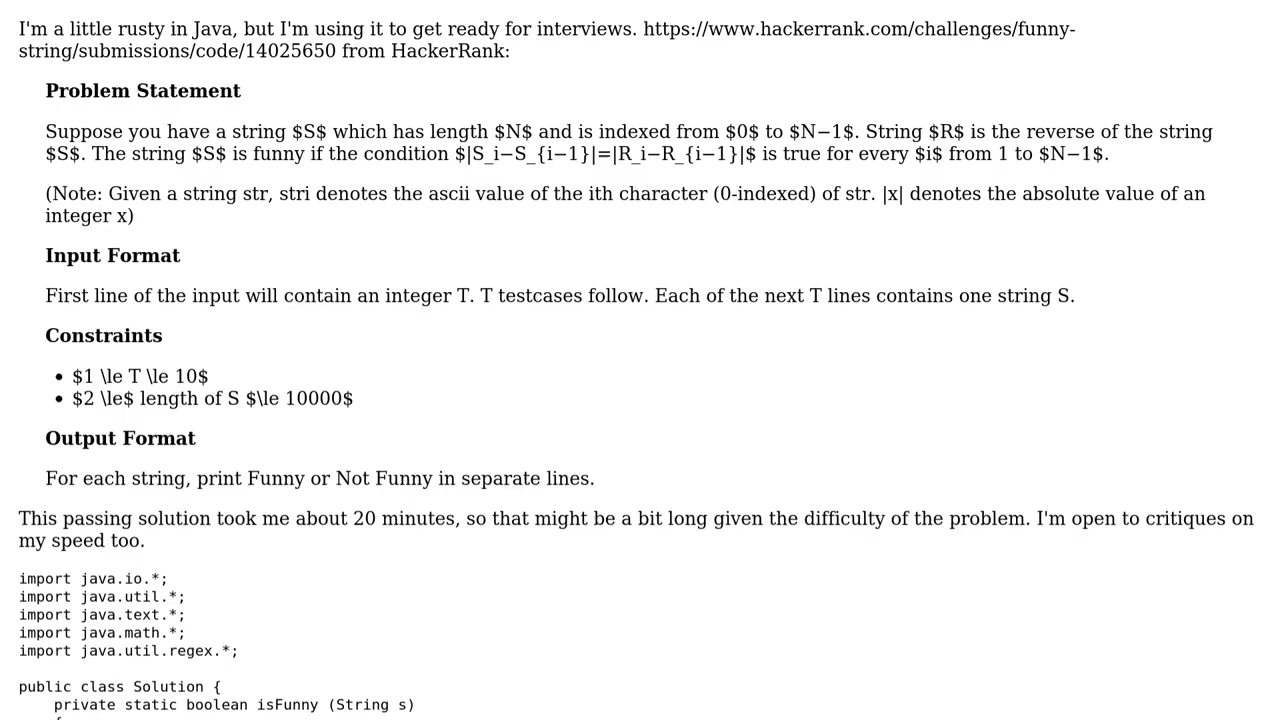 I'm a little rusty in Java, but I'm using it to get ready for interviews. https://www.hackerrank.com/challenges/funny-
string/submissions/code/14025650 from HackerRank:
Problem Statement
Suppose you have a string $S$ which has length $N$ and is indexed from $0$ to $N−1$. String $R$ is the reverse of the string
$S$. The string $S$ is funny if the condition $|S_i−S_{i−1}|=|R_i−R_{i−1}|$ is true for every $i$ from 1 to $N−1$.
(Note: Given a string str, stri denotes the ascii value of the ith character (0-indexed) of str. |x| denotes the absolute value of an
integer x)
Input Format
First line of the input will contain an integer T. T testcases follow. Each of the next T lines contains one string S.
Constraints
• $1 \le T \le 10$
• $2 \le$ length of S $\le 10000$
Output Format
For each string, print Funny or Not Funny in separate lines.
This passing solution took me about 20 minutes, so that might be a bit long given the difficulty of the problem. I'm open to critiques on
my speed too.
import java.io.*;
import java.util.*;
import java.text.*;
import java.math.*;
import java.util.regex.*;
public class Solution {
    private static boolean isFunny (String s)